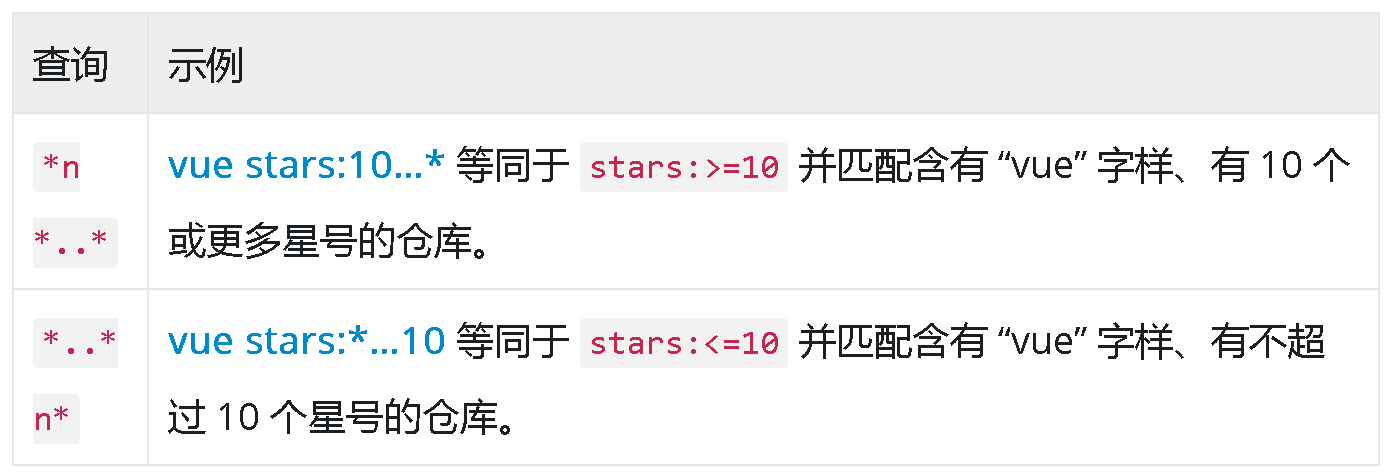 查询 示例
*n vue stars:10...* 等同于 stars:>=10 并匹配含有 “vue” 字样、有 10 个
*..* 或更多星号的仓库。
*..* vue stars:*...10 等同于 stars:<=10 并匹配含有 “vue” 字样、有不超
n* 过 10 个星号的仓库。